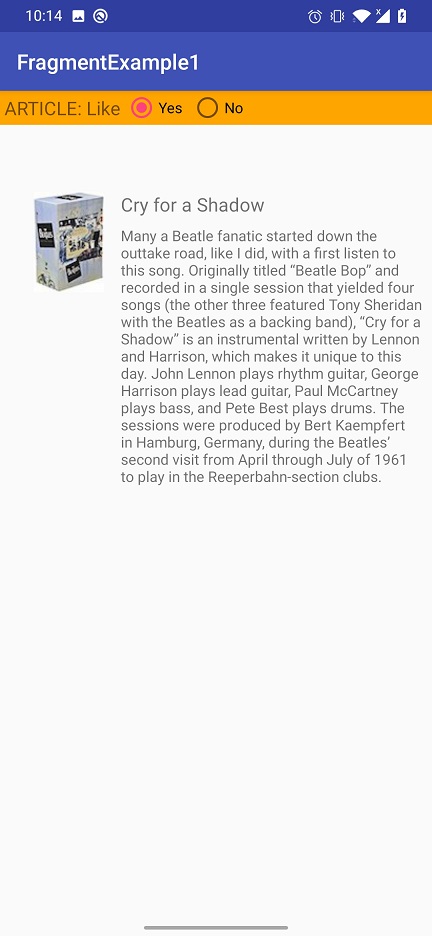 10:14
FragmentExample1
ARTICLE: Like Yes No
Cry for a Shadow
Many a Beatle fanatic started down the
outtake road, like I did, with a first listen to
this song. Originally titled “Beatle Bop” and
recorded in a single session that yielded four
songs (the other three featured Tony Sheridan
with the Beatles as a backing band), “Cry for a
Shadow” is an instrumental written by Lennon
and Harrison, which makes it unique to this
day. John Lennon plays rhythm guitar, George
Harrison plays lead guitar, Paul McCartney
plays bass, and Pete Best plays drums. The
sessions were produced by Bert Kaempfert
in Hamburg, Germany, during the Beatles’
second visit from April through July of 1961
to play in the Reeperbahn-section clubs.